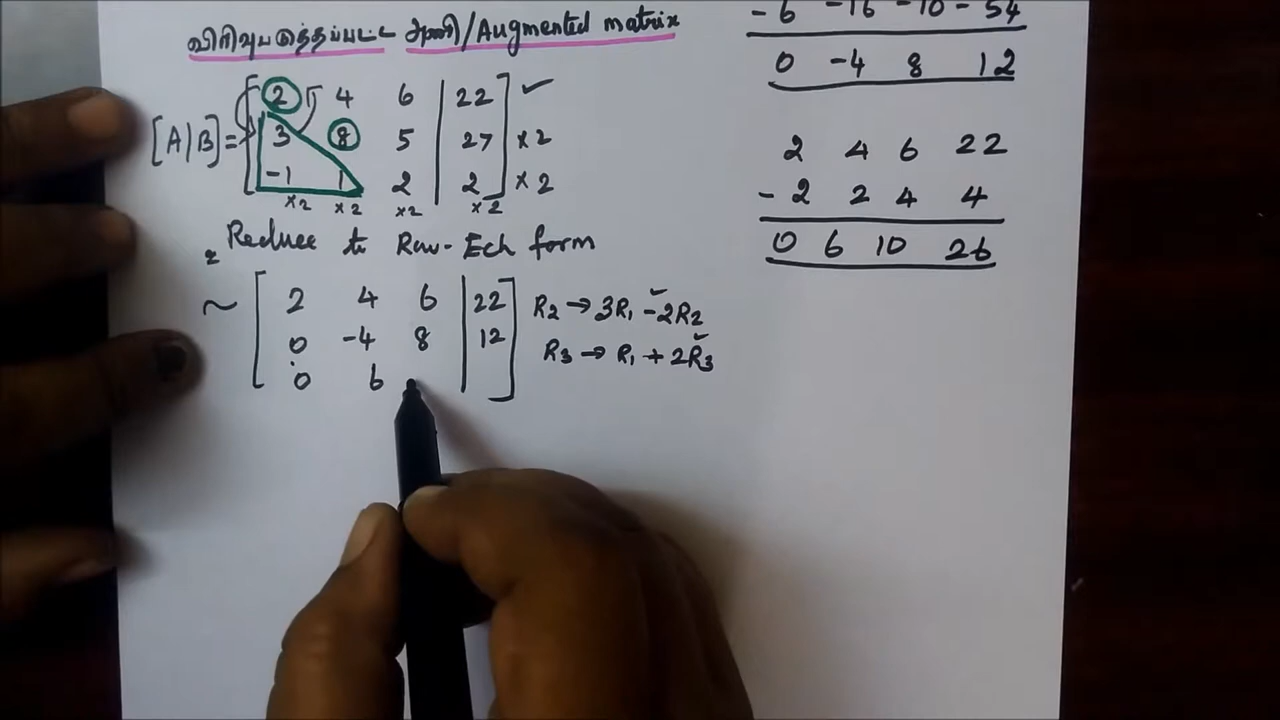 விரிவுபடுத்தப்பட்ட அணி/Augmented matrix
[A|B]= [ 2 4 6 | 22 ] ✓
3 8 5 | 27 ×2
-1 1 2 | 2 ×2
×2 ×2 ×2 ×2
Reduce to Row-Ech form
~ [ 2 4 6 | 22 ] R2 → 3R1 - 2R2
0 -4 8 | 12 R3 → R1 + 2R3
0 6
-6 -16 -10 -54
0 -4 8 12
2 4 6 22
-2 2 4 4
0 6 10 26